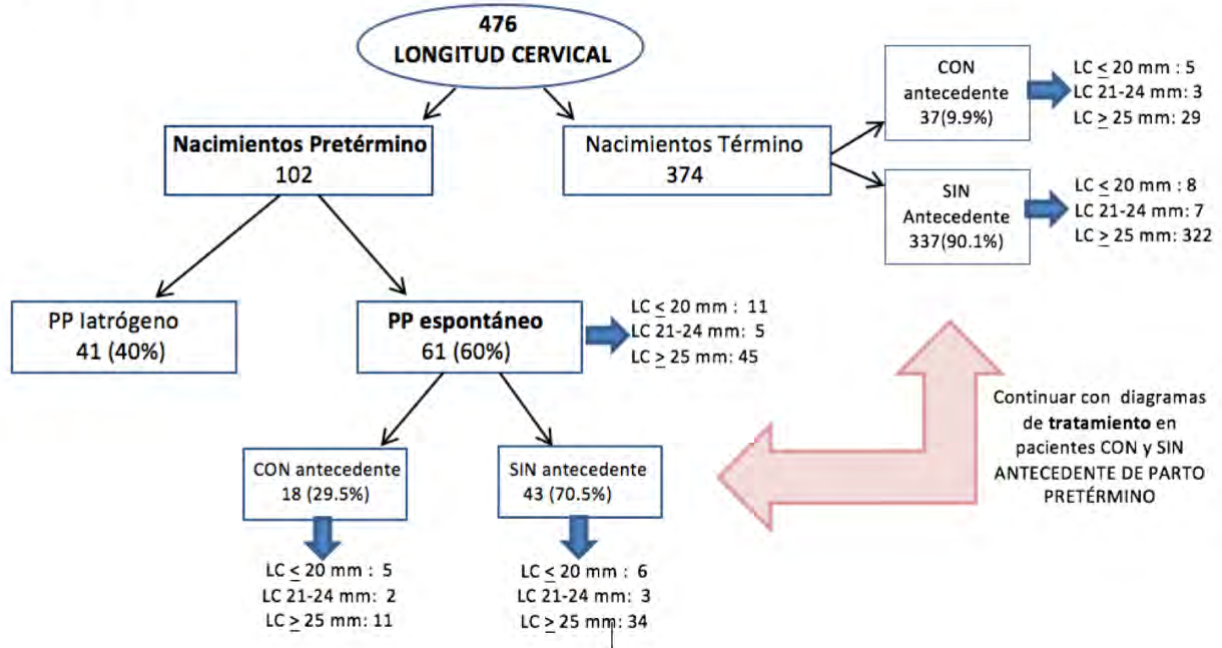 476
LONGITUD CERVICAL
Nacimientos Pretérmino
102
Nacimientos Término
374
CON
antecedente
37(9.9%)
LC ≤ 20 mm : 5
LC 21-24 mm: 3
LC ≥ 25 mm: 29
SIN
Antecedente
337(90.1%)
LC ≤ 20 mm : 8
LC 21-24 mm: 7
LC ≥ 25 mm: 322
PP Iatrógeno
41 (40%)
PP espontáneo
61 (60%)
LC ≤ 20 mm : 11
LC 21-24 mm: 5
LC ≥ 25 mm: 45
Continuar con diagramas
de tratamiento en
pacientes CON y SIN
ANTECEDENTE DE PARTO
PRETÉRMINO
CON antecedente
18 (29.5%)
SIN antecedente
43 (70.5%)
LC ≤ 20 mm : 5
LC 21-24 mm: 2
LC ≥ 25 mm: 11
LC ≤ 20 mm : 6
LC 21-24 mm: 3
LC ≥ 25 mm: 34